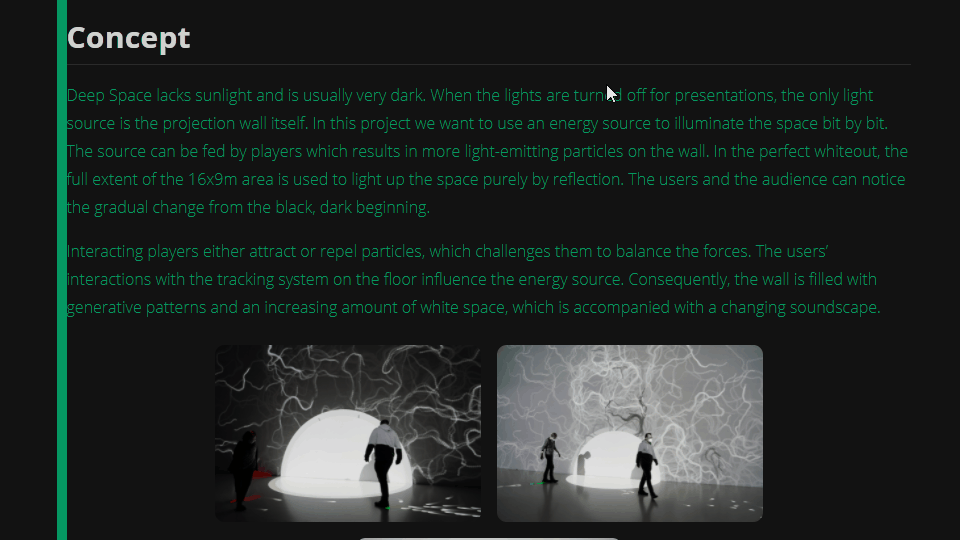 Concept
Deep Space lacks sunlight and is usually very dark. When the lights are turned off for presentations, the only light
source is the projection wall itself. In this project we want to use an energy source to illuminate the space bit by bit.
The source can be fed by players which results in more light-emitting particles on the wall. In the perfect whiteout, the
full extent of the 16x9m area is used to light up the space purely by reflection. The users and the audience can notice
the gradual change from the black, dark beginning.
Interacting players either attract or repel particles, which challenges them to balance the forces. The users’
interactions with the tracking system on the floor influence the energy source. Consequently, the wall is filled with
generative patterns and an increasing amount of white space, which is accompanied with a changing soundscape.